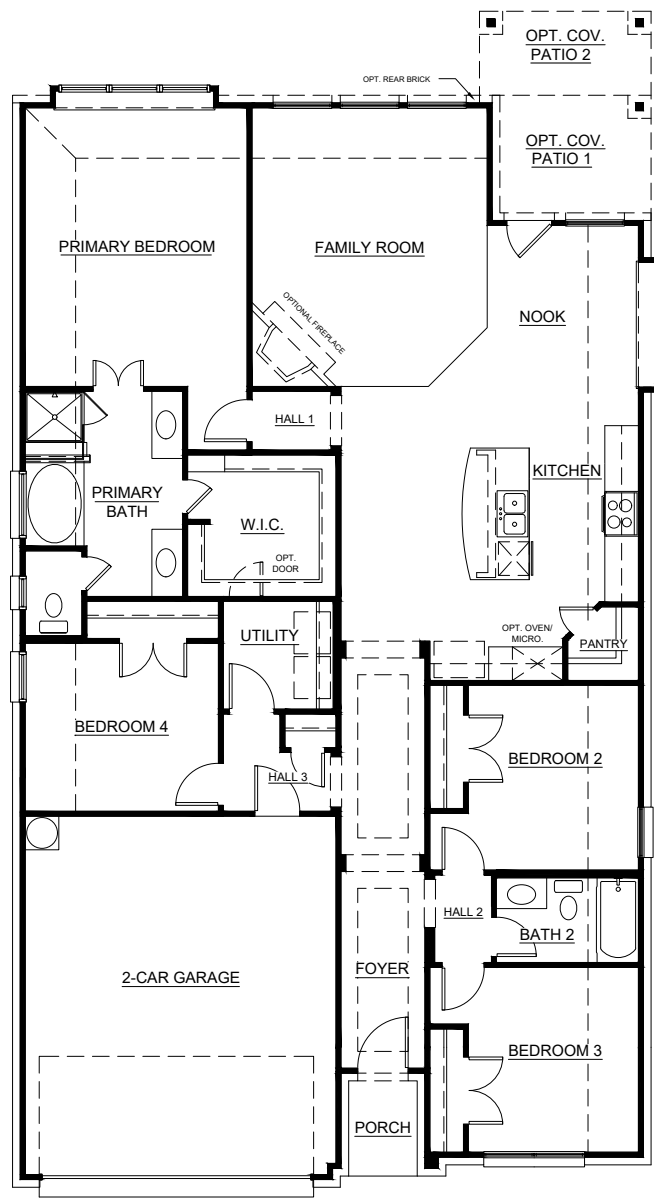 OPT. COV.
PATIO 2
OPT. REAR BRICK
OPT. COV.
PATIO 1
PRIMARY BEDROOM
FAMILY ROOM
OPTIONAL FIREPLACE
NOOK
HALL 1
KITCHEN
PRIMARY
BATH
W.I.C.
OPT.
DOOR
OPT. OVEN/
MICRO.
PANTRY
UTILITY
BEDROOM 4
HALL 3
BEDROOM 2
HALL 2
BATH 2
FOYER
2-CAR GARAGE
BEDROOM 3
PORCH